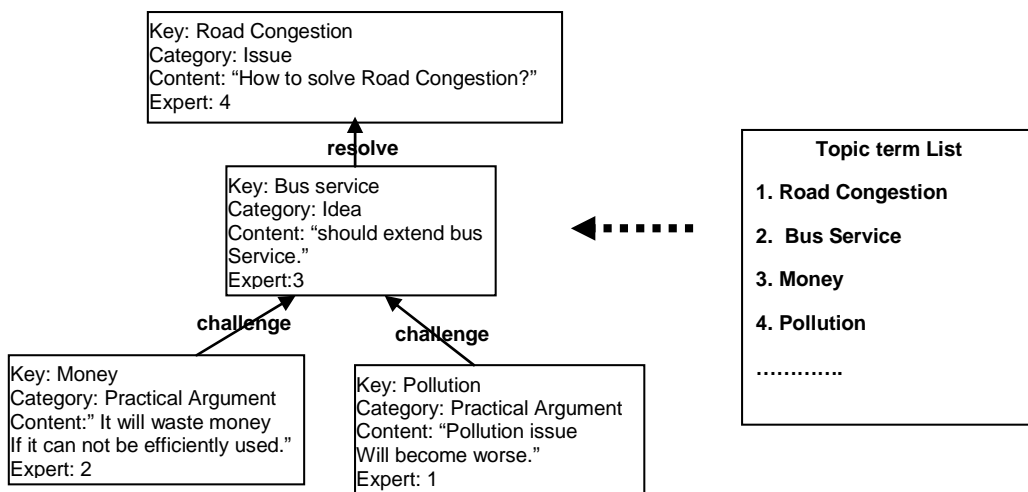 Key: Road Congestion
Category: Issue
Content: “How to solve Road Congestion?”
Expert: 4
resolve
Key: Bus service
Category: Idea
Content: “should extend bus
Service.”
Expert:3
challenge
challenge
Key: Money
Category: Practical Argument
Content:” It will waste money
If it can not be efficiently used.”
Expert: 2
Key: Pollution
Category: Practical Argument
Content: “Pollution issue
Will become worse.”
Expert: 1
Topic term List
1. Road Congestion
2. Bus Service
3. Money
4. Pollution
………….